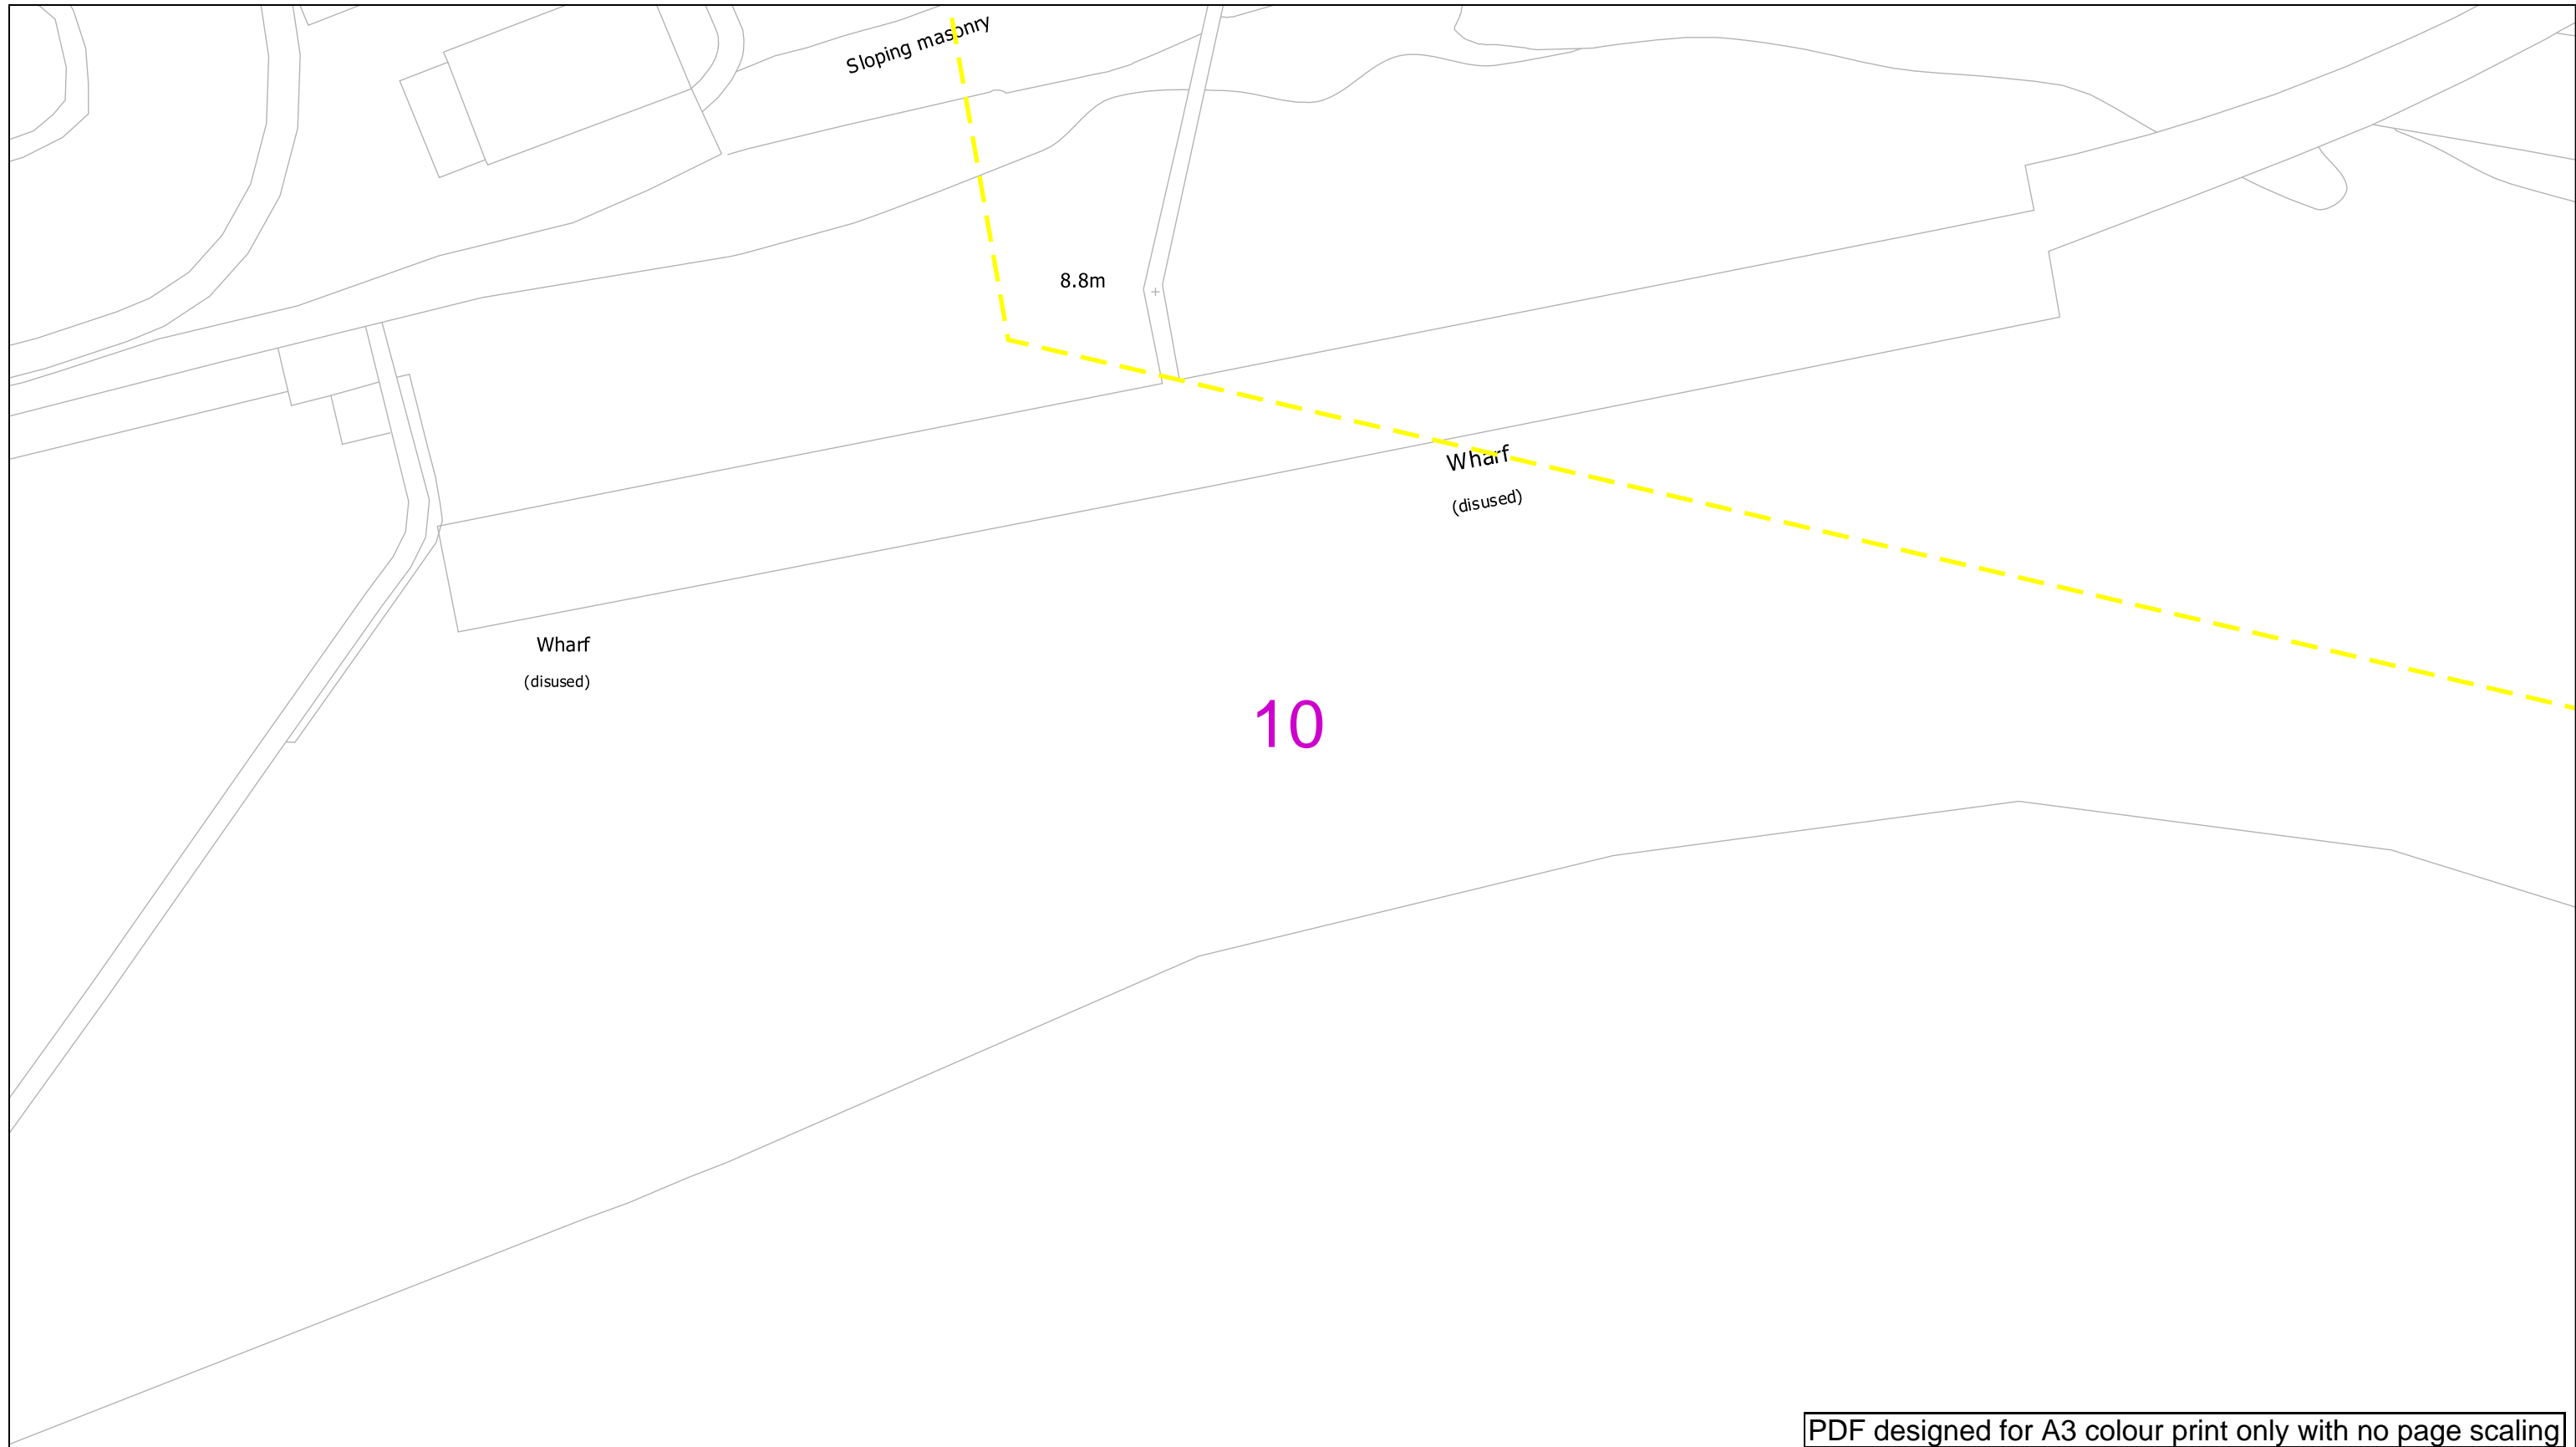 Sloping masonry
8.8m
Wharf
(disused)
Wharf
(disused)
10
PDF designed for A3 colour print only with no page scaling